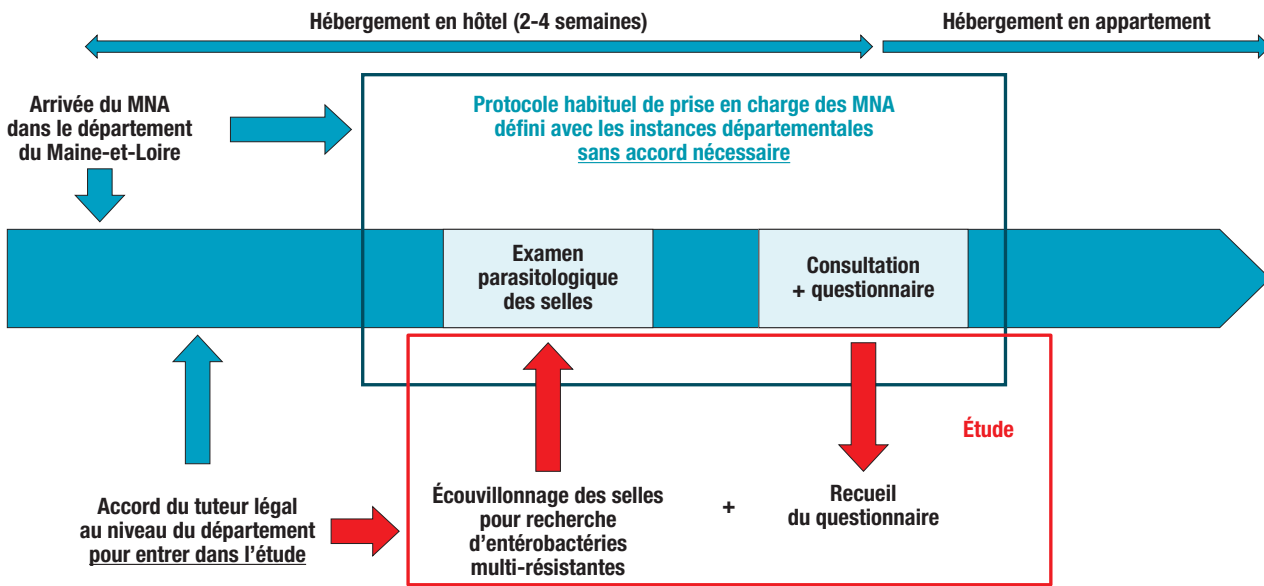 Hébergement en hôtel (2-4 semaines)
Hébergement en appartement
Arrivée du MNA
dans le département
du Maine-et-Loire
Protocole habituel de prise en charge des MNA
défini avec les instances départementales
sans accord nécessaire
Examen
parasitologique
des selles
Consultation
+ questionnaire
Étude
Accord du tuteur légal
au niveau du département
pour entrer dans l'étude
Écouvillonnage des selles
pour recherche
d'entérobactéries
multi-résistantes
+
Recueil
du questionnaire